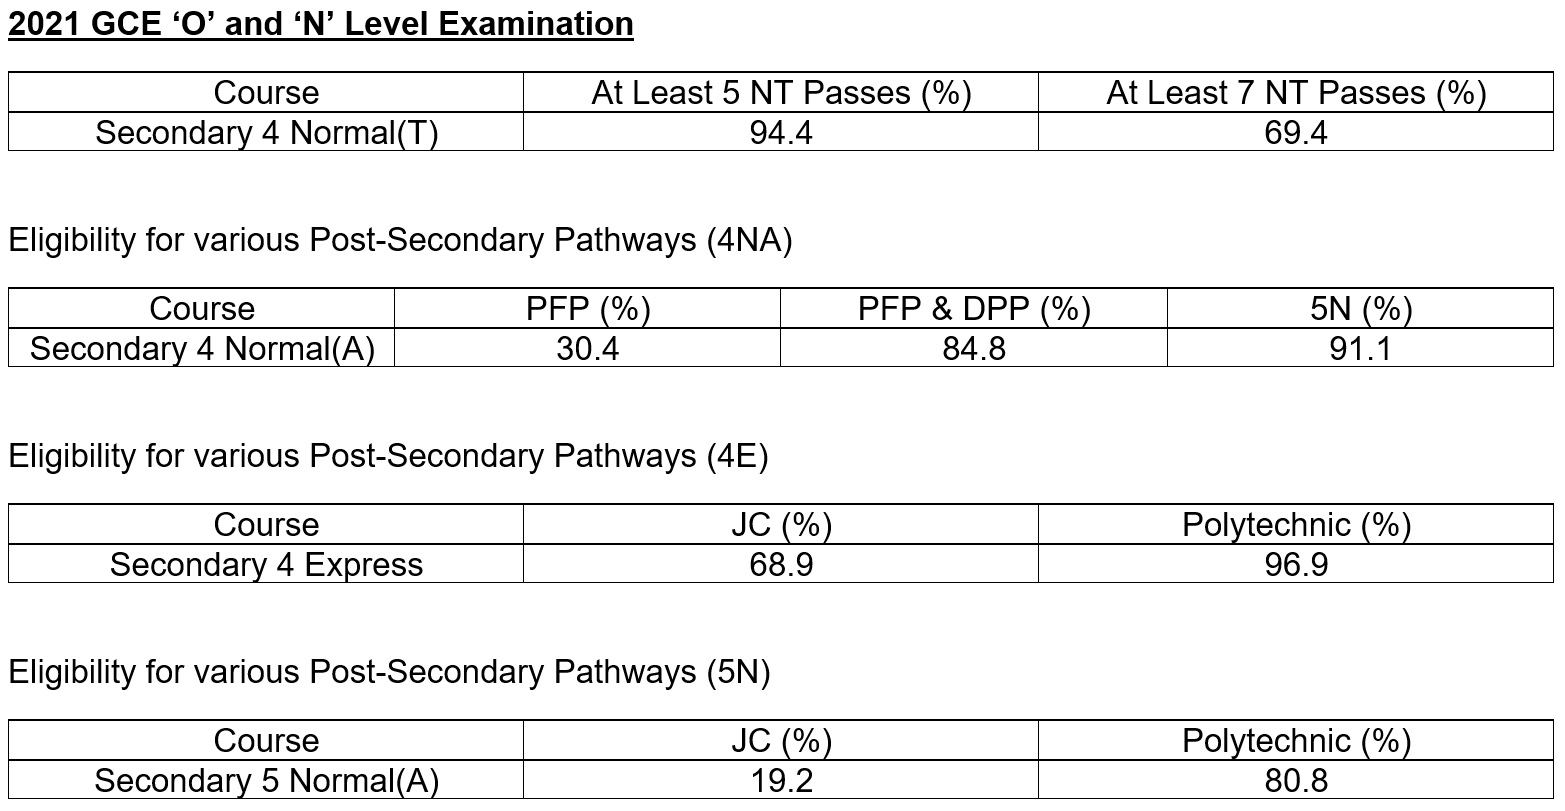 2021 GCE ‘O’ and ‘N’ Level Examination
Course At Least 5 NT Passes (%) At Least 7 NT Passes (%)
Secondary 4 Normal(T) 94.4 69.4
Eligibility for various Post-Secondary Pathways (4NA)
Course PFP (%) PFP & DPP (%) 5N (%)
Secondary 4 Normal(A) 30.4 84.8 91.1
Eligibility for various Post-Secondary Pathways (4E)
Course JC (%) Polytechnic (%)
Secondary 4 Express 68.9 96.9
Eligibility for various Post-Secondary Pathways (5N)
Course JC (%) Polytechnic (%)
Secondary 5 Normal(A) 19.2 80.8